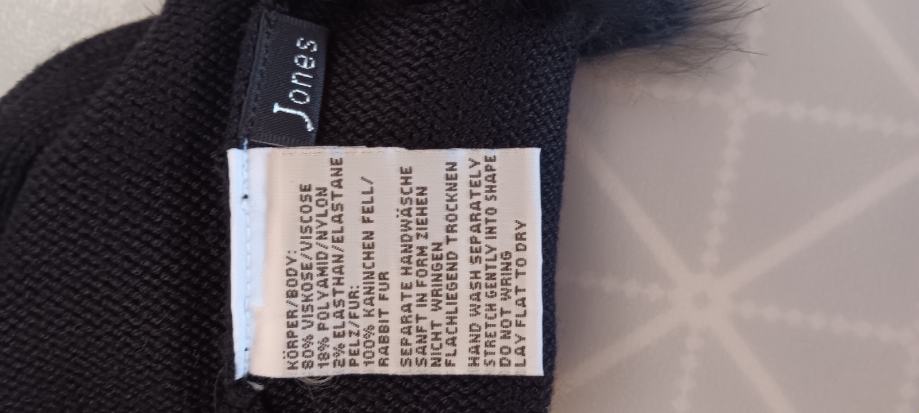 Jones
KÖRPER/BODY:
80% VISKOSE/VISCOSE
18% POLYAMID/NYLON
2% ELASTHAN/ELASTANE
PELZ/FUR:
100% KANINCHEN FELL/
RABBIT FUR
SEPARATE HANDWÄSCHE
SANFT IN FORM ZIEHEN
NICHT WRINGEN
FLACHLIEGEND TROCKNEN
HAND WASH SEPARATELY
STRETCH GENTLY INTO SHAPE
DO NOT WRING
LAY FLAT TO DRY